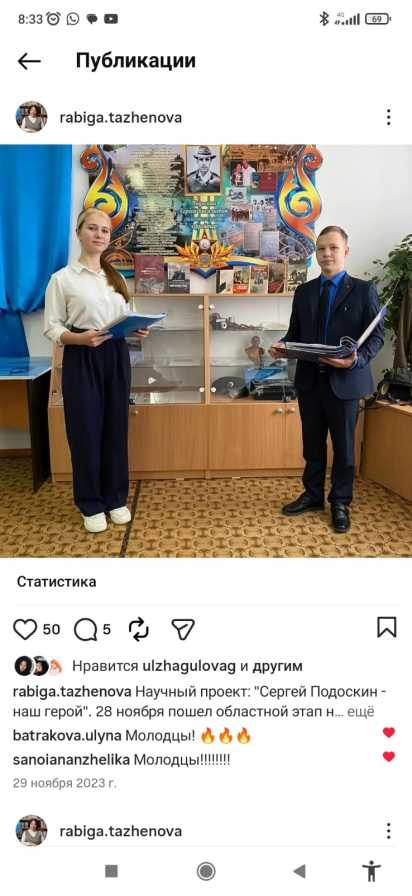 8:33
4G
69
Публикации
rabiga.tazhenova
Статистика
50
5
Нравится ulzhagulovag и другим
rabiga.tazhenova Научный проект: "Сергей Подоскин -
наш герой". 28 ноября пошел областной этап н... ещё
batrakova.ulyna Молодцы! 🔥🔥🔥
sanoiananzhelika Молодцы!!!!!!!!
29 ноября 2023 г.
rabiga.tazhenova